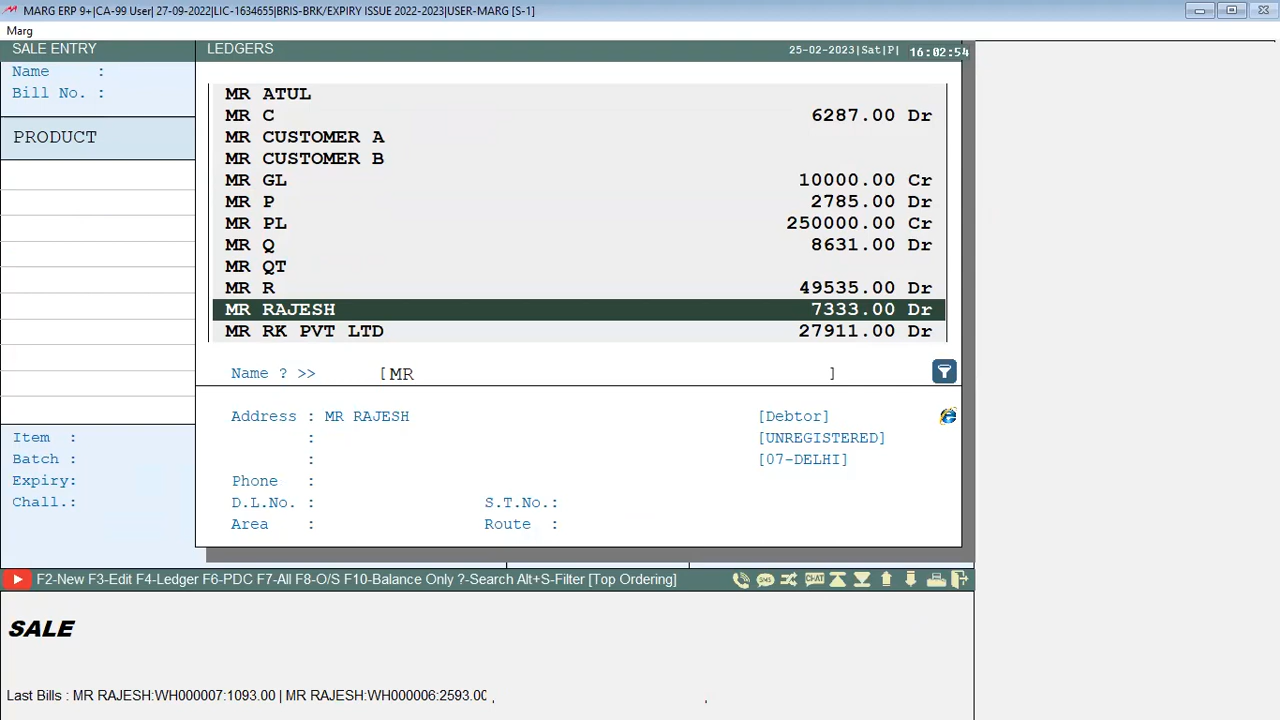 MARG ERP 9+|CA-99 User| 27-09-2022|LIC-1634655|BRIS-BRK/EXPIRY ISSUE 2022-2023|USER-MARG [S-1]
Marg
SALE ENTRY
LEDGERS
25-02-2023|Sat|P| 16:02:54
Name :
Bill No. :
PRODUCT
MR ATUL
MR C 6287.00 Dr
MR CUSTOMER A
MR CUSTOMER B
MR GL 10000.00 Cr
MR P 2785.00 Dr
MR PL 250000.00 Cr
MR Q 8631.00 Dr
MR QT
MR R 49535.00 Dr
MR RAJESH 7333.00 Dr
MR RK PVT LTD 27911.00 Dr
Name ? >> [MR ]
Address : MR RAJESH [Debtor]
: [UNREGISTERED]
: [07-DELHI]
Phone :
D.L.No. : S.T.No.:
Area : Route :
Item :
Batch :
Expiry:
Chall.:
F2-New F3-Edit F4-Ledger F6-PDC F7-All F8-O/S F10-Balance Only ?-Search Alt+S-Filter [Top Ordering]
SMS
CHAT
SALE
Last Bills : MR RAJESH:WH000007:1093.00 | MR RAJESH:WH000006:2593.00 , ,